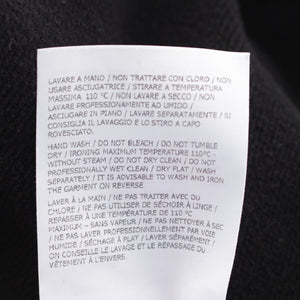 LAVARE A MANO / NON TRATTARE CON CLORO / NON
USARE ASCIUGATRICE / STIRARE A TEMPERATURA
MASSIMA 110 °C / NON LAVARE A SECCO / NON
LAVARE PROFESSIONALMENTE AD UMIDO /
ASCIUGARE IN PIANO / LAVARE SEPARATAMENTE / SI
CONSIGLIA IL LAVAGGIO E LO STIRO A CAPO
ROVESCIATO.
HAND WASH / DO NOT BLEACH / DO NOT TUMBLE
DRY / IRONING MAXIMUM TEMPERATURE 110°C -
WITHOUT STEAM / DO NOT DRY CLEAN / DO NOT
PROFESSIONALLY WET CLEAN / DRY FLAT / WASH
SEPARATELY / IT IS ADVISABLE TO WASH AND IRON
THE GARMENT ON REVERSE
LAVER À LA MAIN / NE PAS TRAITER AVEC DU
CHLORE / NE PAS UTILISER DE SÉCHOIR À LINGE /
REPASSER À UNE TEMPÉRATURE DE 110 °C
MAXIMUM – SANS VAPEUR / NE PAS NETTOYER À SEC
/ NE PAS LAVER PROFESSIONNELLEMENT PAR VOIE
HUMIDE / SÉCHAGE À PLAT / LAVER SÉPARÉMENT /
ON CONSEILLE LE LAVAGE ET LE REPASSAGE DU
VÊTEMENT À L'ENVERS.